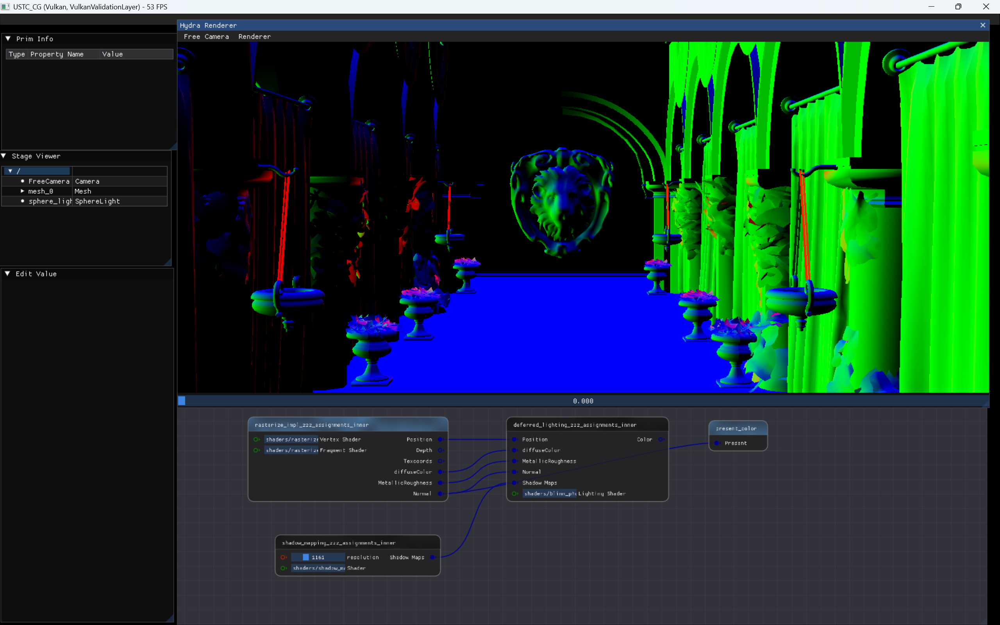 USTC_CG (Vulkan, VulkanValidationLayer) - 53 FPS
Hydra Renderer
Free Camera Renderer
Prim Info
Type Property Name Value
Stage Viewer
/
FreeCamera Camera
mesh_0 Mesh
sphere_ligh SphereLight
Edit Value
0.000
rasterize_impl_zzz_assignments_inner
shaders/rasterize Vertex Shader Position
shaders/rasterize Fragment Shader Depth
Texcoords
diffuseColor
MetallicRoughness
Normal
deferred_lighting_zzz_assignments_inner
Position Color
diffuseColor
MetallicRoughness
Normal
Shadow Maps
shaders/blinn_pho Lighting Shader
present_color
Present
shadow_mapping_zzz_assignments_inner
1161 resolution Shadow Maps
shaders/shadow_ma Shader